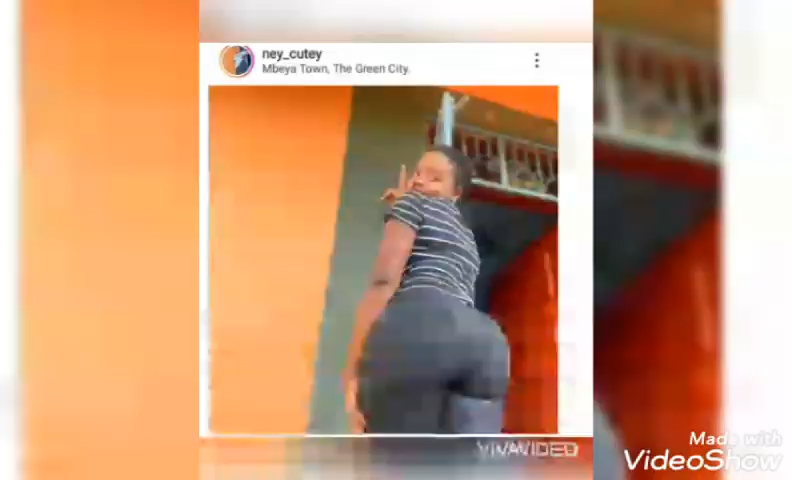 ney_cutey
Mbeya Town, The Green City.
VIVAVIDEO
Made with
VideoShow